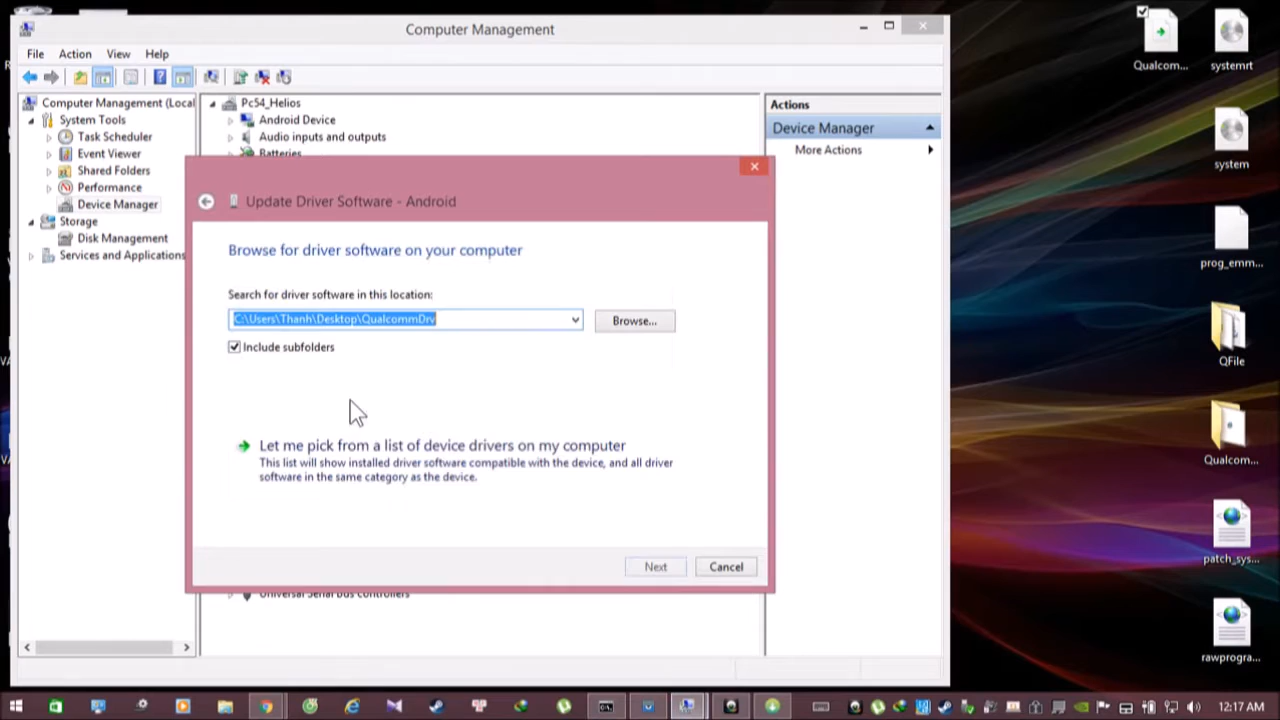 Computer Management
File Action View Help
Computer Management (Local
System Tools
Task Scheduler
Event Viewer
Shared Folders
Performance
Device Manager
Storage
Disk Management
Services and Applications
Pc54_Helios
Android Device
Audio inputs and outputs
Batteries
Actions
Device Manager
More Actions
Update Driver Software - Android
Browse for driver software on your computer
Search for driver software in this location:
C:\Users\Thanh\Desktop\QualcommDrv
Browse...
Include subfolders
Let me pick from a list of device drivers on my computer
This list will show installed driver software compatible with the device, and all driver
software in the same category as the device.
Next
Cancel
Universal Serial Bus controllers
Qualcom...
systemrt
system
prog_emm...
QFile
Qualcom...
patch_sys...
rawprogra...
12:17 AM